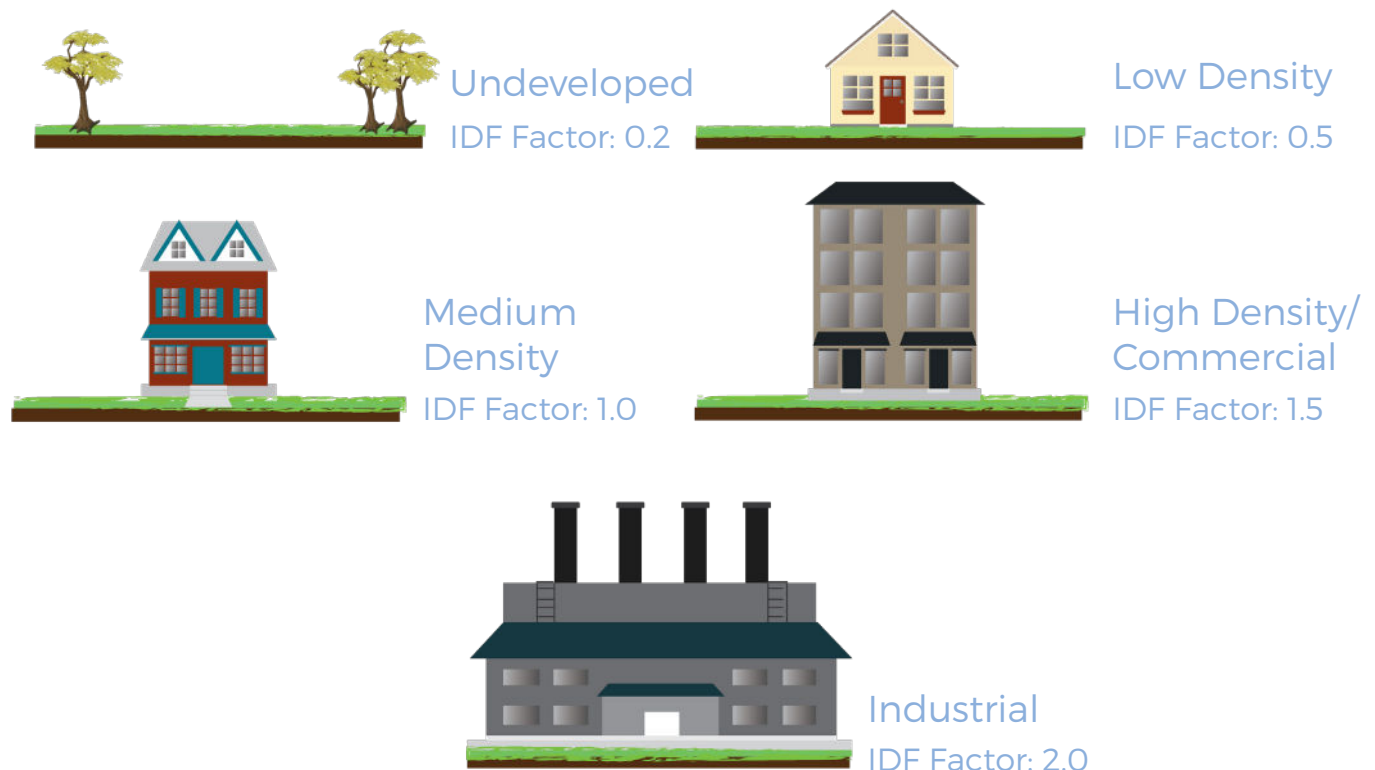 Undeveloped
IDF Factor: 0.2
Low Density
IDF Factor: 0.5
Medium
Density
IDF Factor: 1.0
High Density/
Commercial
IDF Factor: 1.5
Industrial
IDF Factor: 2.0